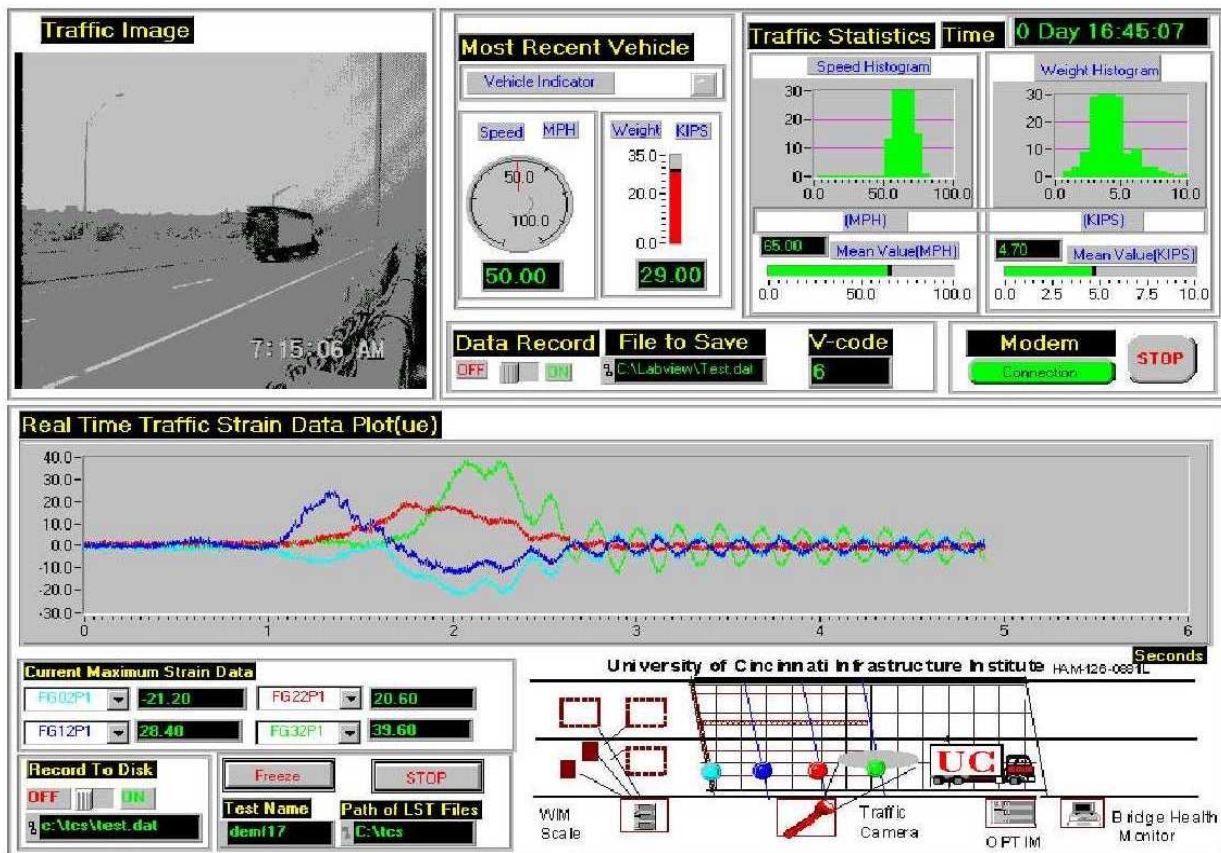 Traffic Image
7:15:06 AM
Most Recent Vehicle
Vehicle Indicator
Speed MPH
50.0
100.0
50.00
Weight KIPS
35.0
20.0
0.0
29.00
Traffic Statistics Time 0 Day 16:45:07
Speed Histogram
30
20
10
0
0.0 50.0 100.0
(MPH)
65.00 Mean Value(MPH)
0.0 50.0 100.0
Weight Histogram
30
20
10
0
0.0 5.0 10.0
(KIPS)
4.70 Mean Value(KIPS)
0.0 2.5 5.0 7.5 10.0
Data Record File to Save V-code
OFF ON C:\Labview\Test.dat 6
Modem
Connection
STOP
Real Time Traffic Strain Data Plot(ue)
40.0
30.0
20.0
10.0
0.0
-10.0
-20.0
-30.0
0 1 2 3 4 5 6
Seconds
Current Maximum Strain Data
FG02P1 -21.20 FG22P1 20.60
FG12P1 28.40 FG32P1 39.60
Record To Disk
OFF ON
c:\tcs\test.dat
Freeze STOP
Test Name Path of LST Files
demf17 C:\tcs
University of Cincinnati Infrastructure Institute HAM-126-0881L
UC
WIM Scale
Traffic Camera
OPTIM
Bridge Health Monitor